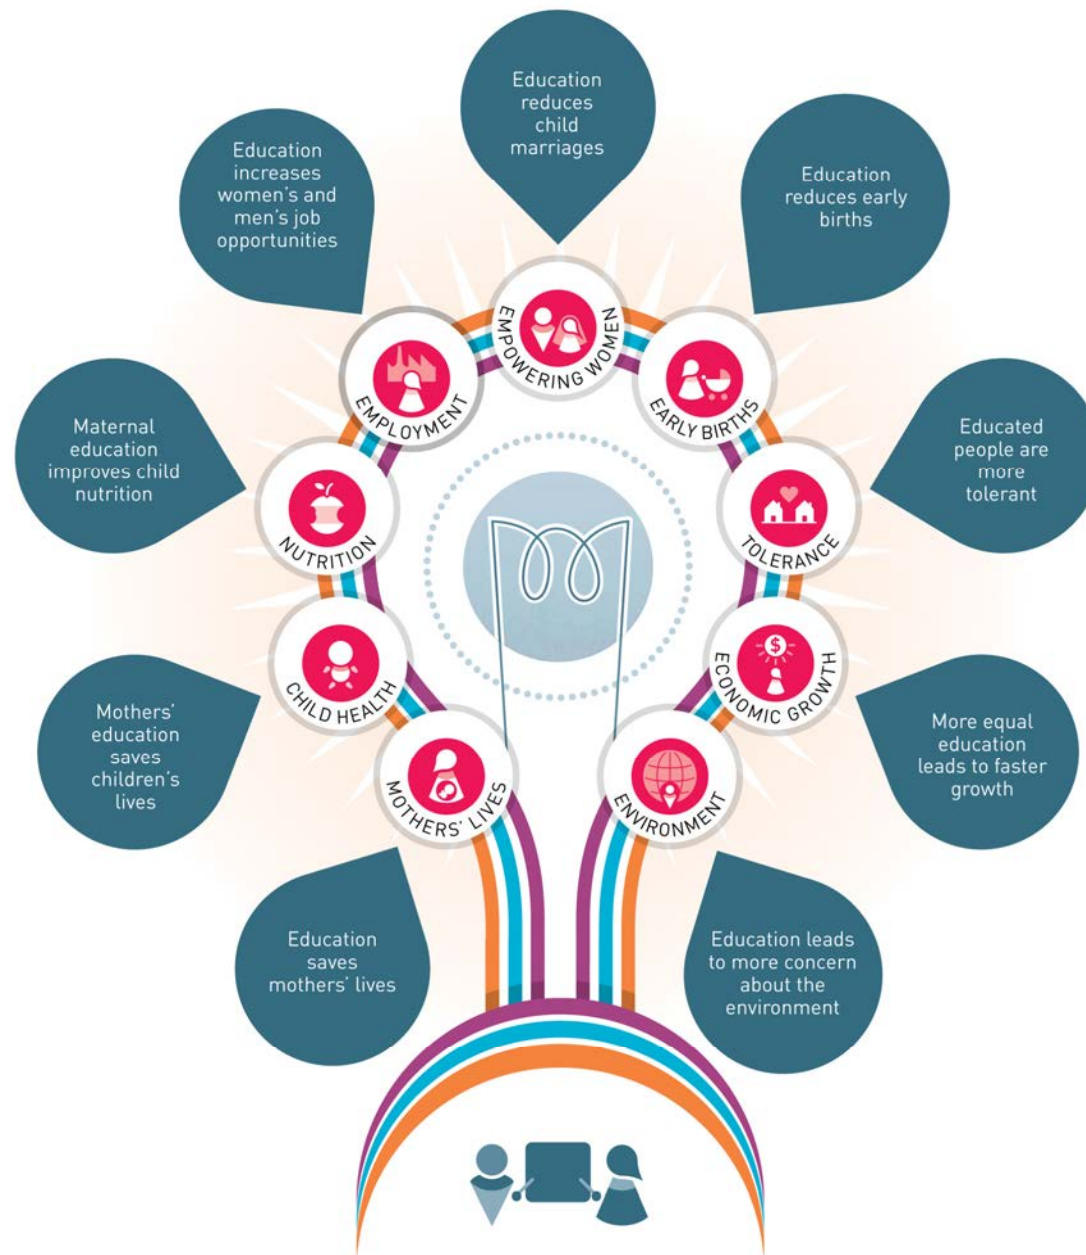 Education
reduces
child
marriages
Education
increases
women's and
men's job
opportunities
Education
reduces early
births
EMPOWERING WOMEN
EMPLOYMENT
EARLY BIRTHS
Maternal
education
improves child
nutrition
Educated
people are
more
tolerant
NUTRITION
TOLERANCE
CHILD HEALTH
ECONOMIC GROWTH
$
Mothers'
education
saves
children's
lives
More equal
education
leads to faster
growth
MOTHERS' LIVES
ENVIRONMENT
Education
saves
mothers' lives
Education leads
to more concern
about the
environment